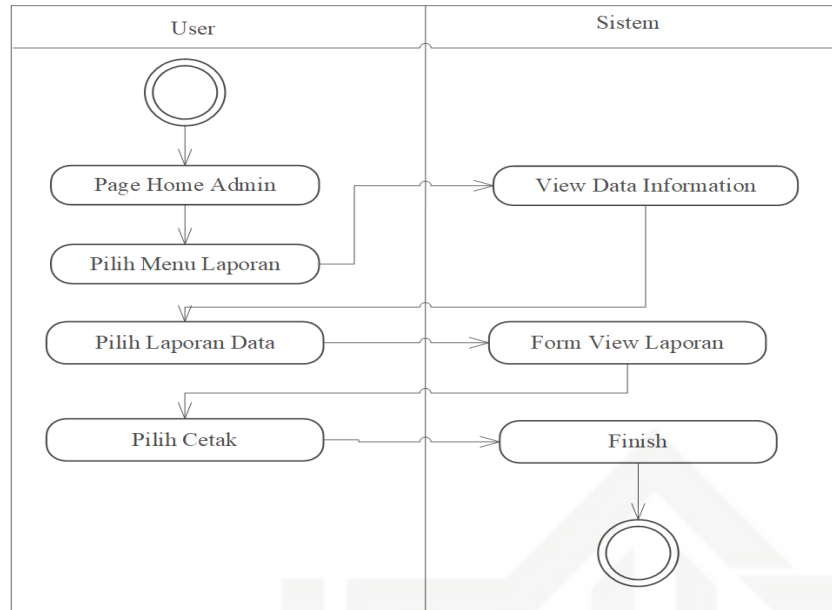 User
Sistem
Page Home Admin
View Data Information
Pilih Menu Laporan
Pilih Laporan Data
Form View Laporan
Pilih Cetak
Finish